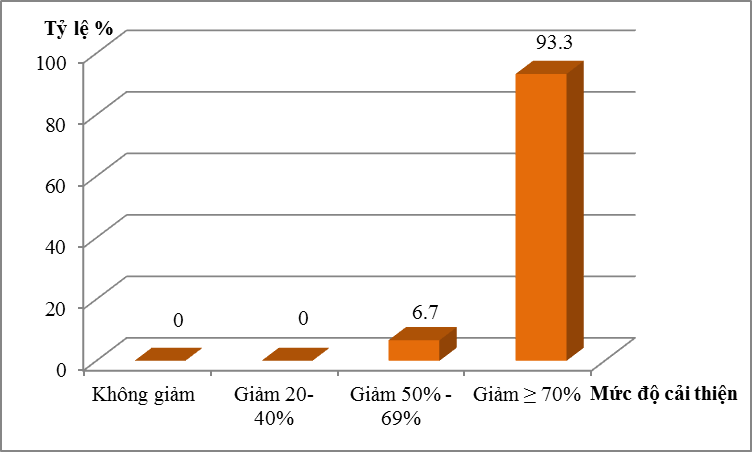 Tỷ lệ %
100
80
60
40
20
0
0
0
6.7
93.3
Không giảm
Giảm 20-
40%
Giảm 50% -
69%
Giảm ≥ 70%
Mức độ cải thiện